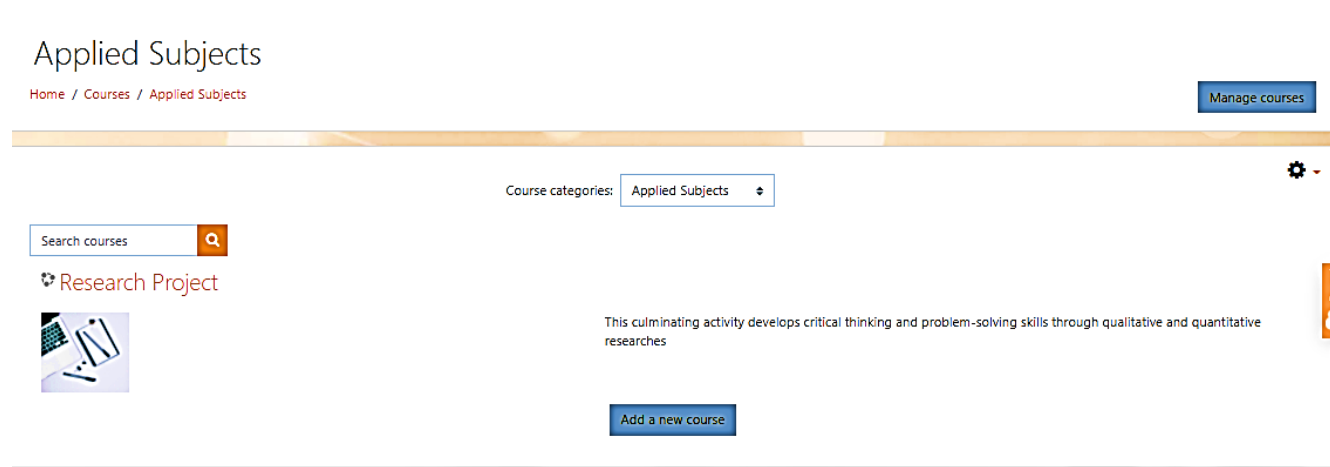 Applied Subjects
Home / Courses / Applied Subjects
Manage courses
Course categories: Applied Subjects
Search courses
Research Project
This culminating activity develops critical thinking and problem-solving skills through qualitative and quantitative
researches
Add a new course